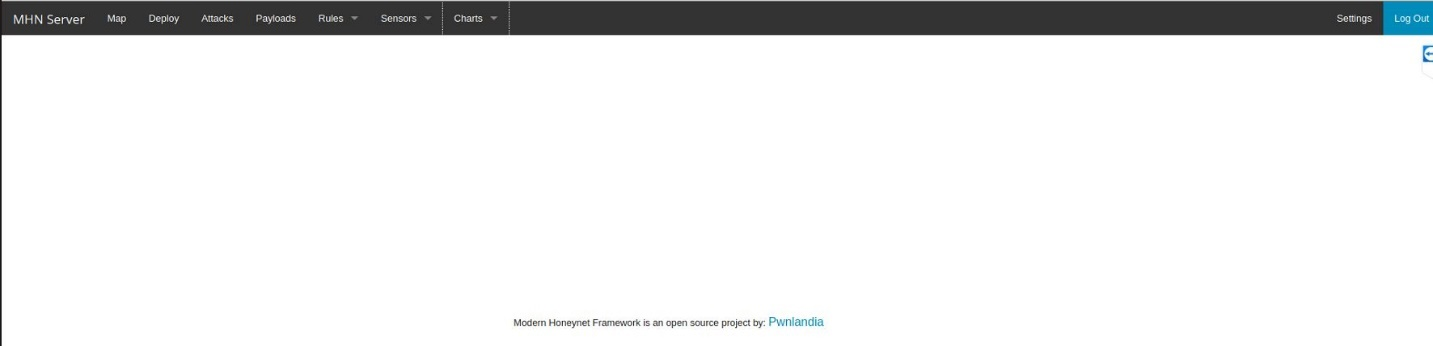 MHN Server Map Deploy Attacks Payloads Rules Sensors Charts Settings Log Out
Modern Honeynet Framework is an open source project by: Pwnlandia